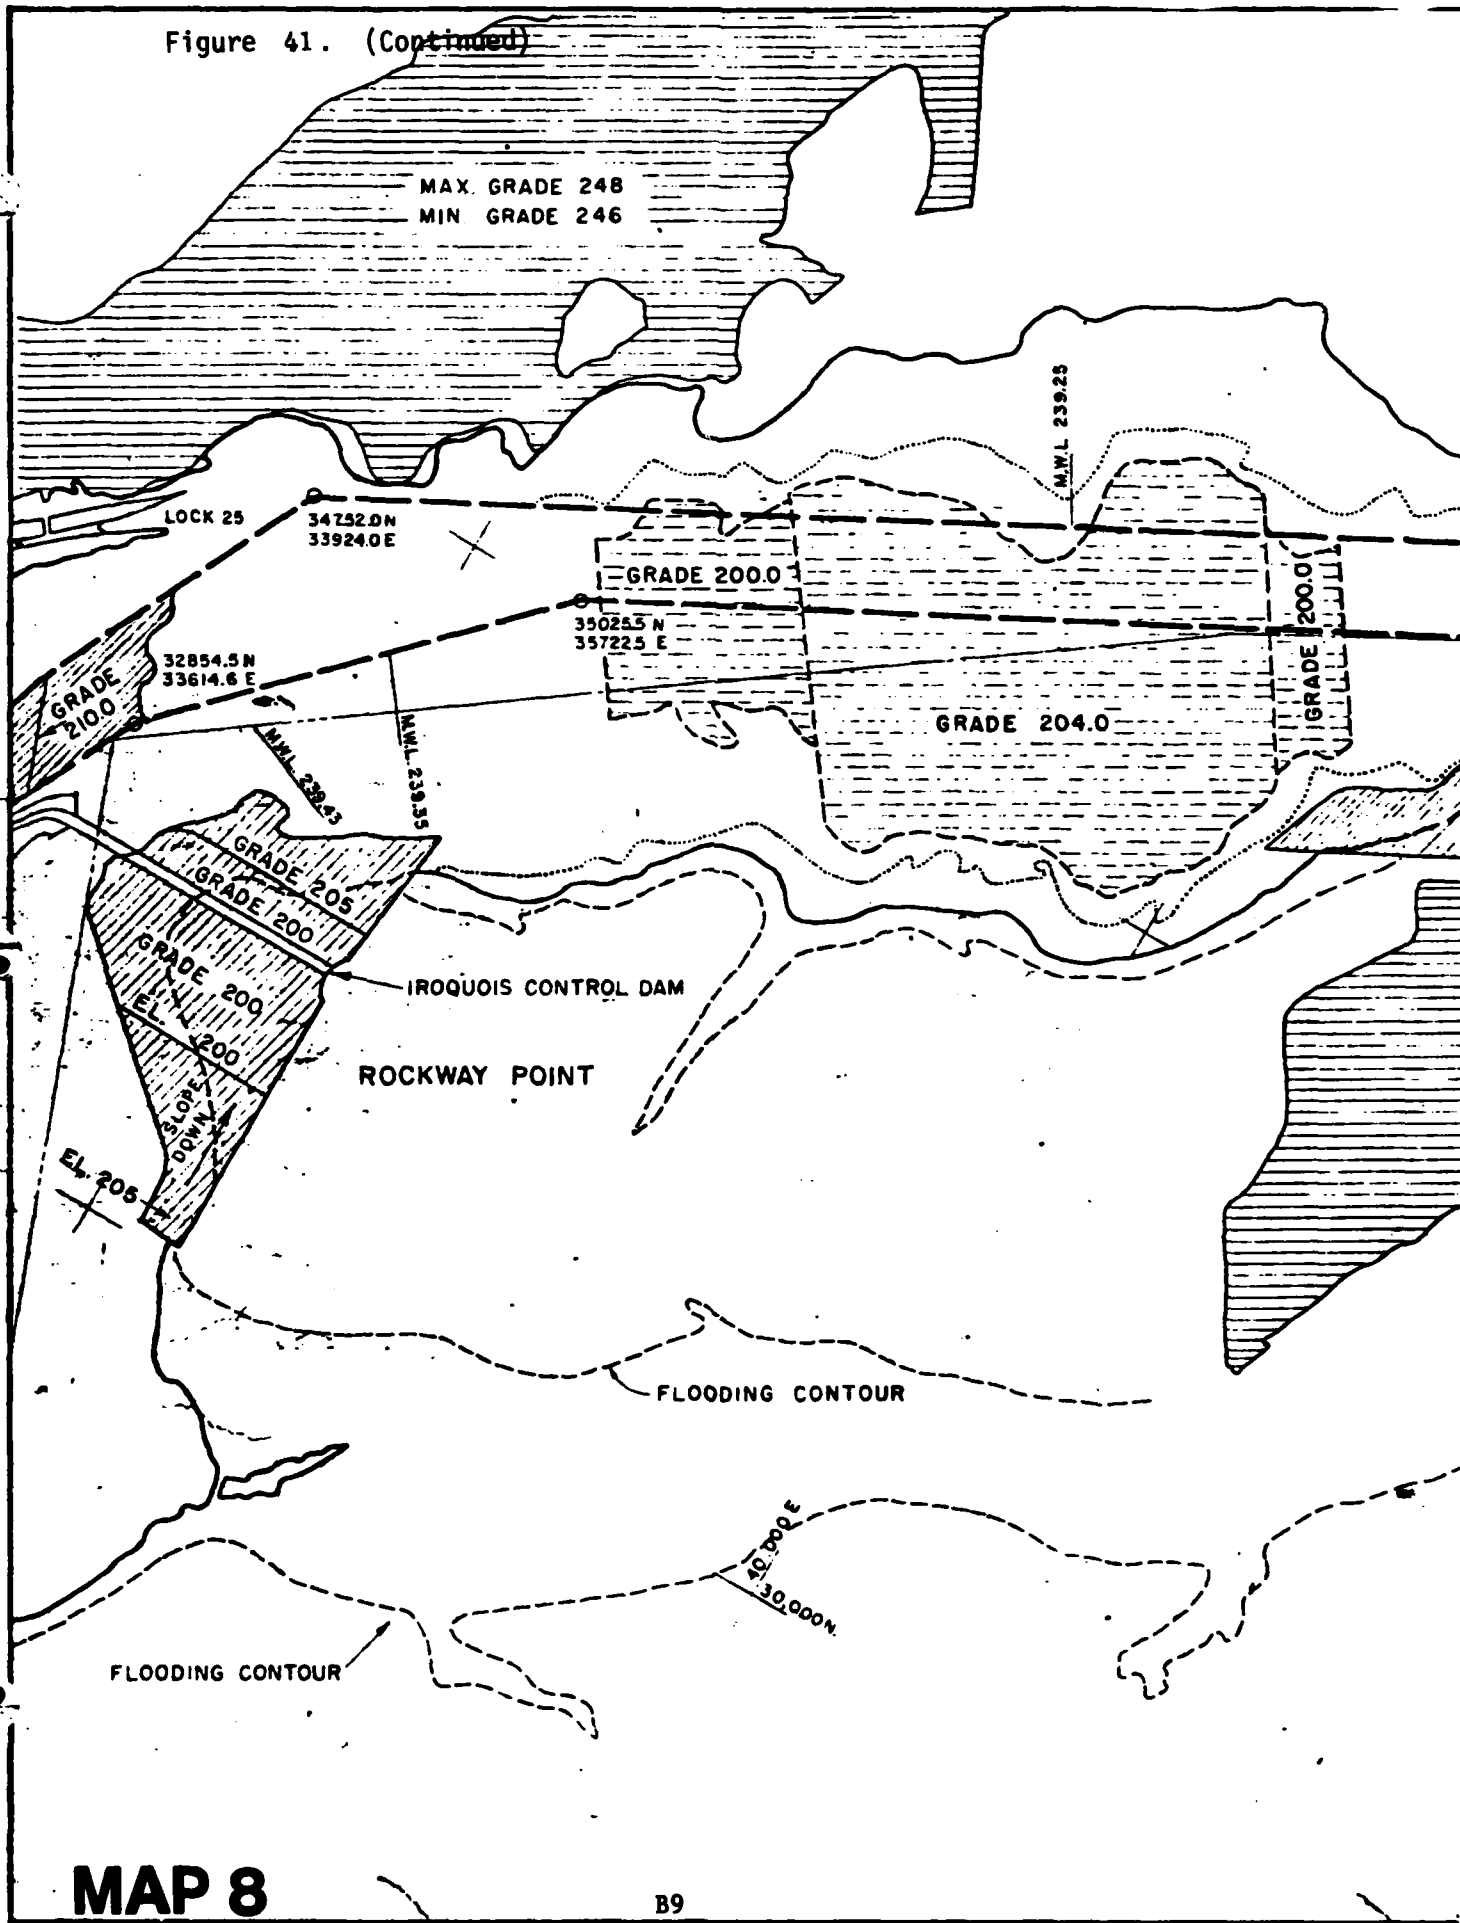 Figure 41. (Continued)
MAX. GRADE 248
MIN. GRADE 246
M.W.L. 239.25
LOCK 25
34752.0 N
33924.0 E
GRADE 200.0
35025.5 N
35722.5 E
GRADE 200.0
32854.5 N
33614.6 E
GRADE
210.0
GRADE 204.0
M.W.L. 239.43
M.W.L. 239.35
GRADE 205
GRADE 200
GRADE 200
IROQUOIS CONTROL DAM
EL. 200
ROCKWAY POINT
SLOPE
DOWN
EL. 205
FLOODING CONTOUR
40,000 E
30,000 N.
FLOODING CONTOUR
MAP 8
B9